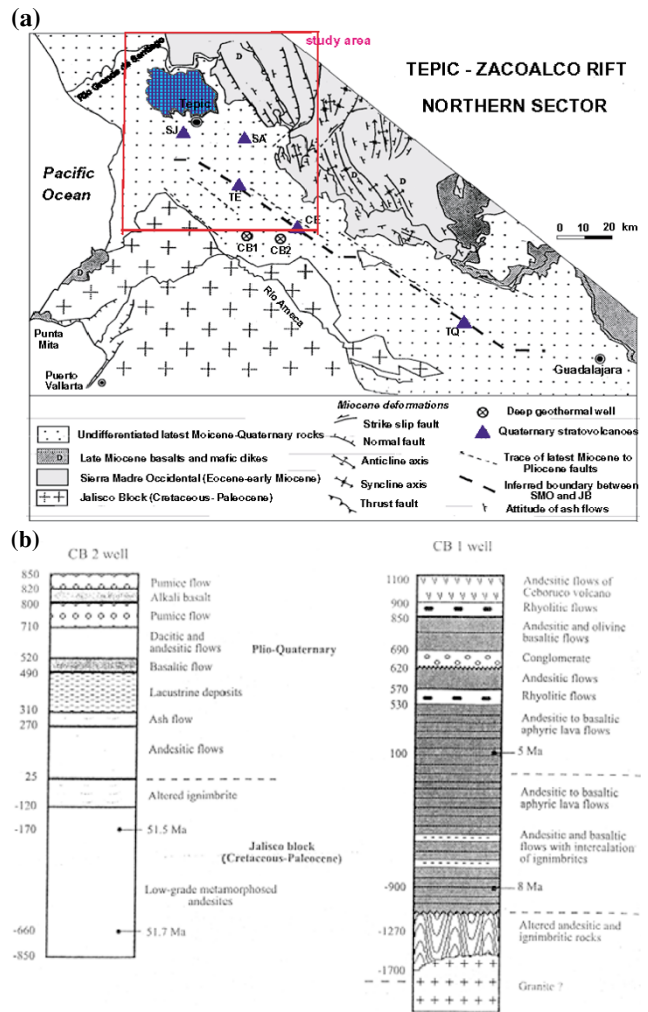 (a)
study area
TEPIC - ZACOALCO RIFT
NORTHERN SECTOR
Rio Grande de Santiago
D
Tepic
SJ
SA
Pacific
Ocean
TE
D
D
CE
0 20
km
CB1
CB2
D
Rio Ameca
TQ
Punta
Mita
Guadalajara
Puerto
Vallarta
Miocene deformations
Undifferentiated latest Moicene-Quaternary rocks
D Late Miocene basalts and mafic dikes
Sierra Madre Occidental (Eocene-early Miocene)
Jalisco Block (Cretaceous- Paleocene)
Strike slip fault
Normal fault
Anticline axis
Syncline axis
Thrust fault
Deep geothermal well
Quaternary stratovolcanoes
Trace of latest Miocene to
Pliocene faults
Inferred boundary between
SMO and JB
Attitude of ash flows
(b)
CB 2 well
850
820
800
710
520
490
310
270
25
-120
-170
-660
-850
Pumice flow
Alkali basalt
Pumice flow
Dacitic and
andesitic flows
Basaltic flow
Lacustrine deposits
Ash flow
Andesitic flows
Altered ignimbrite
51.5 Ma
Low-grade metamorphosed
andesites
51.7 Ma
Plio-Quaternary
Jalisco block
(Cretaceous-Paleocene)
CB 1 well
1100
900
850
690
620
570
530
100
-900
-1270
-1700
Andesitic flows of
Ceboruco volcano
Rhyolitic flows
Andesitic and olivine
basaltic flows
Conglomerate
Andesitic flows
Rhyolitic flows
Andesitic to basaltic
aphyric lava flows
5 Ma
Andesitic to basaltic
aphyric lava flows
Andesitic and basaltic
flows with intercalation
of ignimbrites
8 Ma
Altered andesitic and
ignimbritic rocks
Granite ?